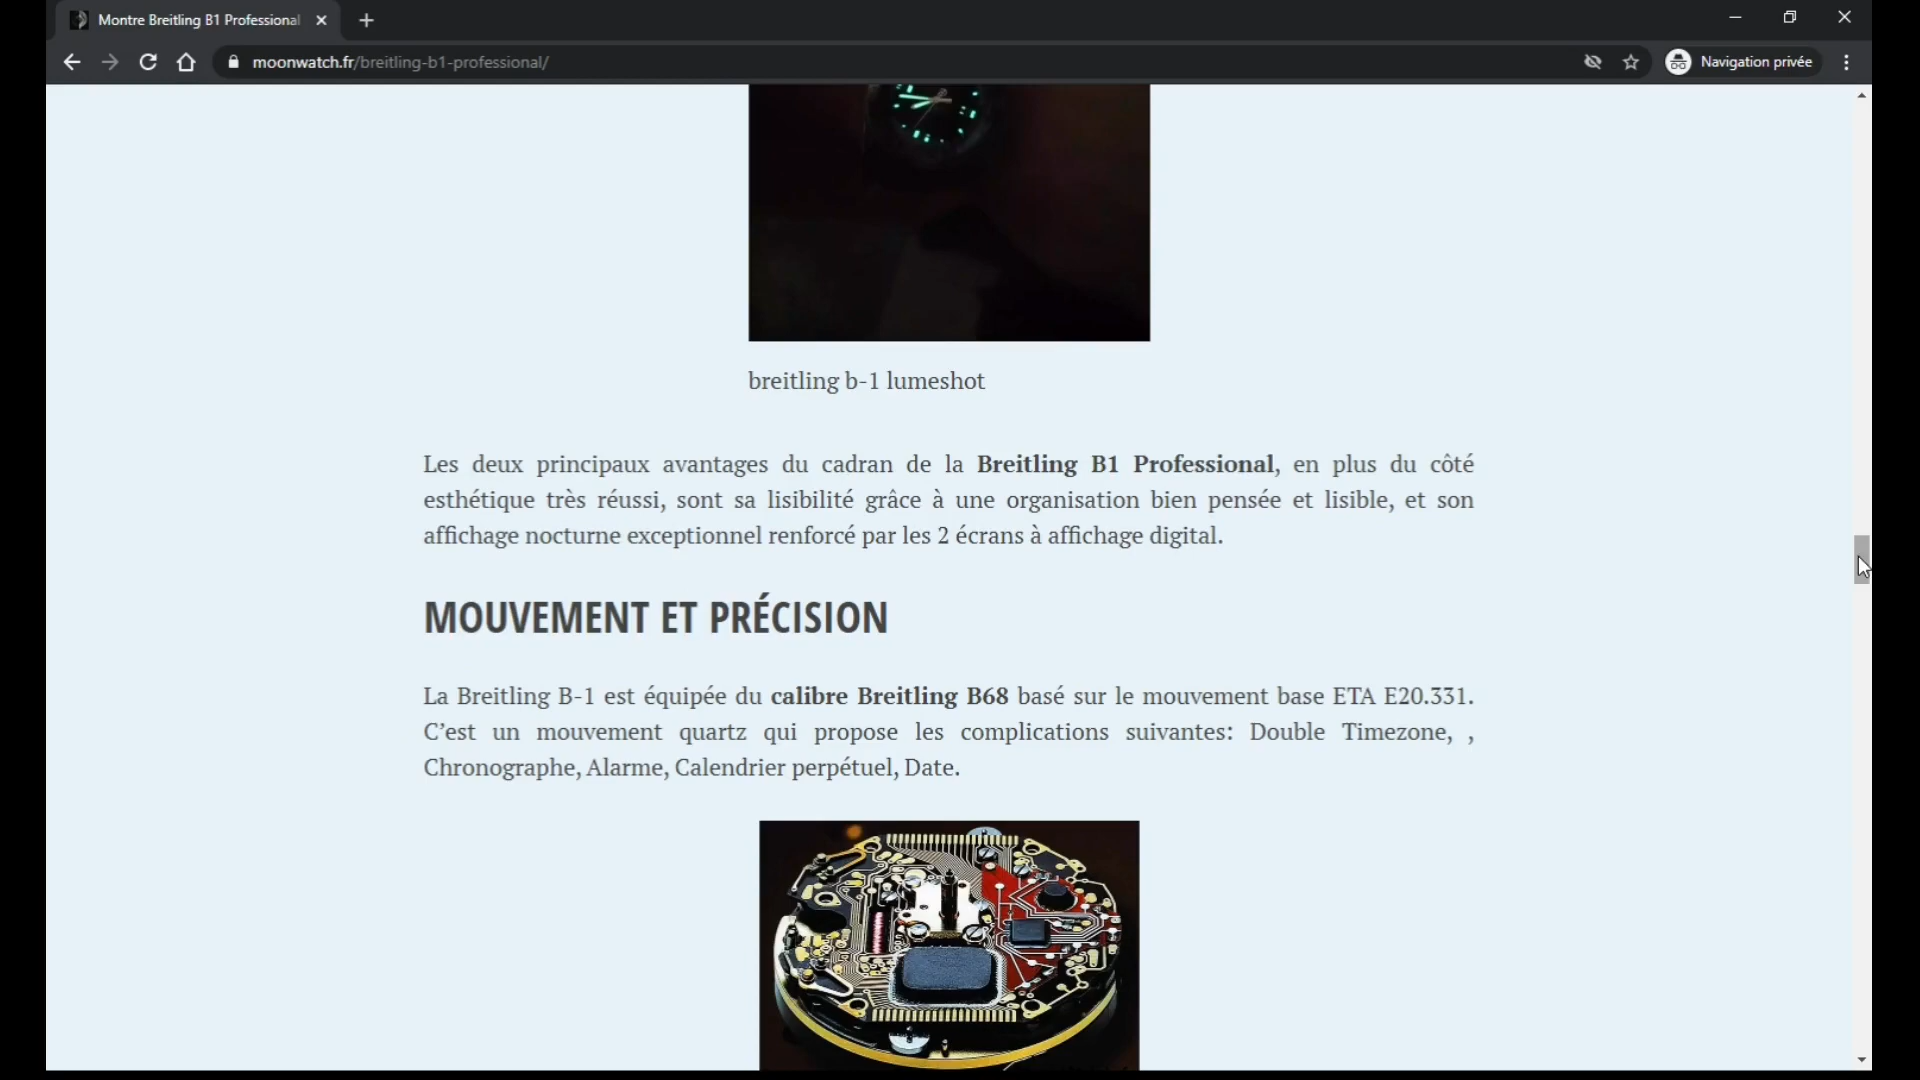 Montre Breitling B1 Professional
moonwatch.fr/breitling-b1-professional/
Navigation privée
breitling b-1 lumeshot
Les deux principaux avantages du cadran de la Breitling B1 Professional, en plus du côté
esthétique très réussi, sont sa lisibilité grâce à une organisation bien pensée et lisible, et son
affichage nocturne exceptionnel renforcé par les 2 écrans à affichage digital.
MOUVEMENT ET PRÉCISION
La Breitling B-1 est équipée du calibre Breitling B68 basé sur le mouvement base ETA E20.331.
C’est un mouvement quartz qui propose les complications suivantes: Double Timezone, ,
Chronographe, Alarme, Calendrier perpétuel, Date.